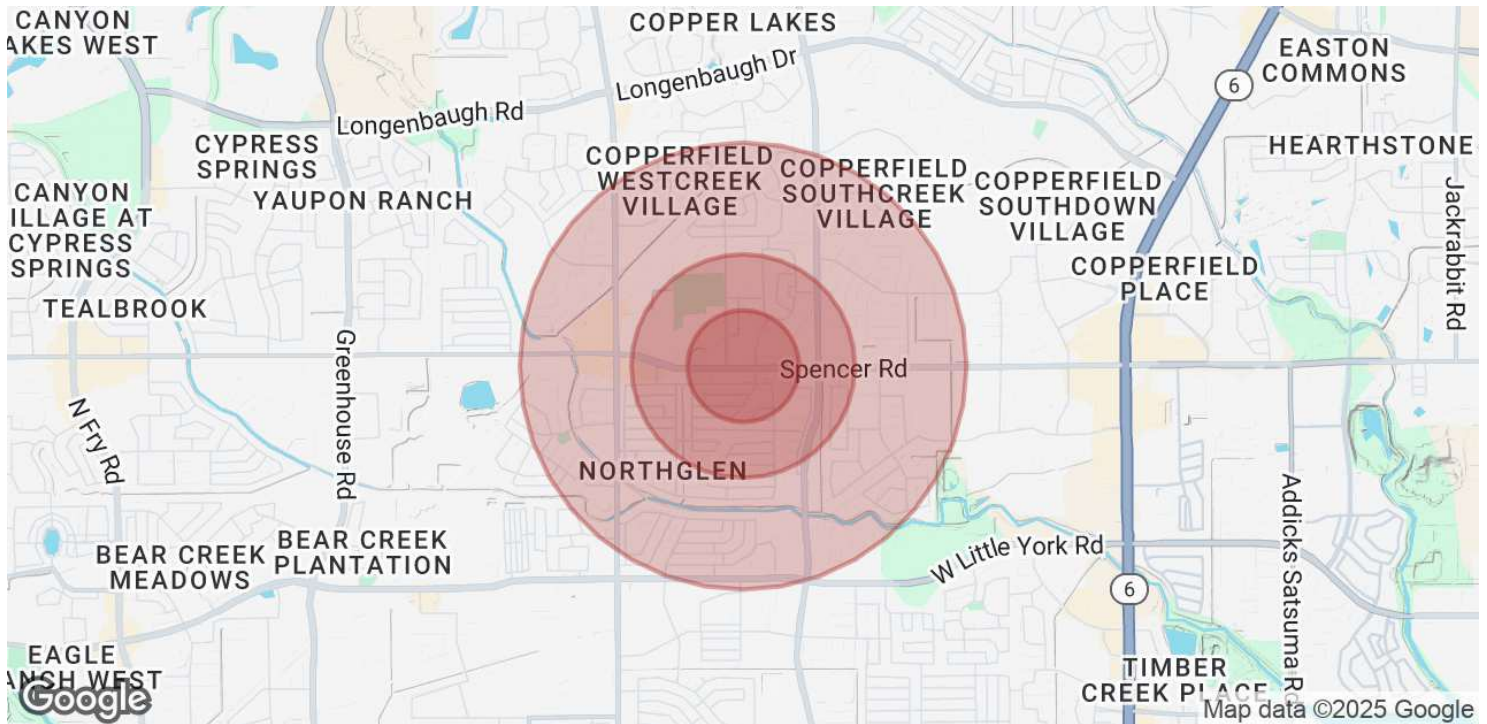 CANYON
AKES WEST
COPPER LAKES
Longenbaugh Dr
EASTON
COMMONS
6
Longenbaugh Rd
CYPRESS
SPRINGS
HEARTHSTONE
COPPERFIELD
WESTCREEK
VILLAGE
COPPERFIELD
SOUTHCREEK
VILLAGE
COPPERFIELD
SOUTHDOWN
VILLAGE
CANYON
ILLAGE AT
CYPRESS
SPRINGS
YAUPON RANCH
Jackrabbit Rd
COPPERFIELD
PLACE
TEALBROOK
Greenhouse Rd
Spencer Rd
N Fry Rd
NORTHGLEN
Addicks Satsuma Rd
BEAR CREEK
MEADOWS
BEAR CREEK
PLANTATION
W Little York Rd
6
EAGLE
ANCH WEST
TIMBER
CREEK PLACE
Google
Map data ©2025 Google